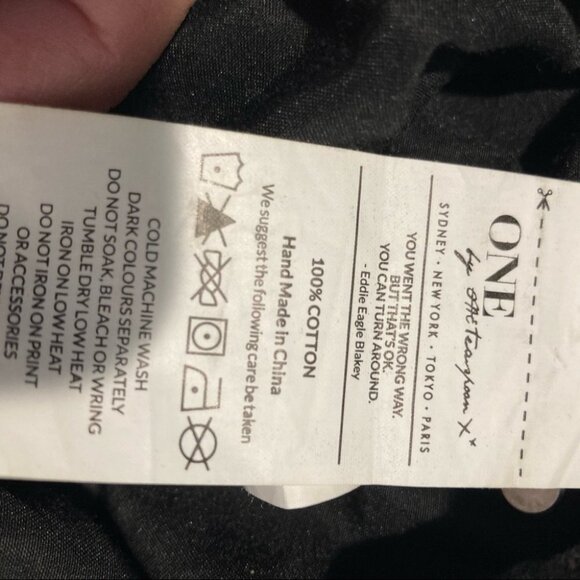 ONE
by oneteaspoon x*
SYDNEY • NEW YORK • TOKYO • PARIS
YOU WENT THE WRONG WAY.
BUT THAT'S OK.
YOU CAN TURN AROUND.
- Eddie Eagle Blakey
100% COTTON
Hand Made in China
We suggest the following care be taken
COLD MACHINE WASH
DARK COLOURS SEPARATELY
DO NOT SOAK, BLEACH OR WRING
TUMBLE DRY LOW HEAT
IRON ON LOW HEAT
DO NOT IRON ON PRINT
OR ACCESSORIES
DO NOT